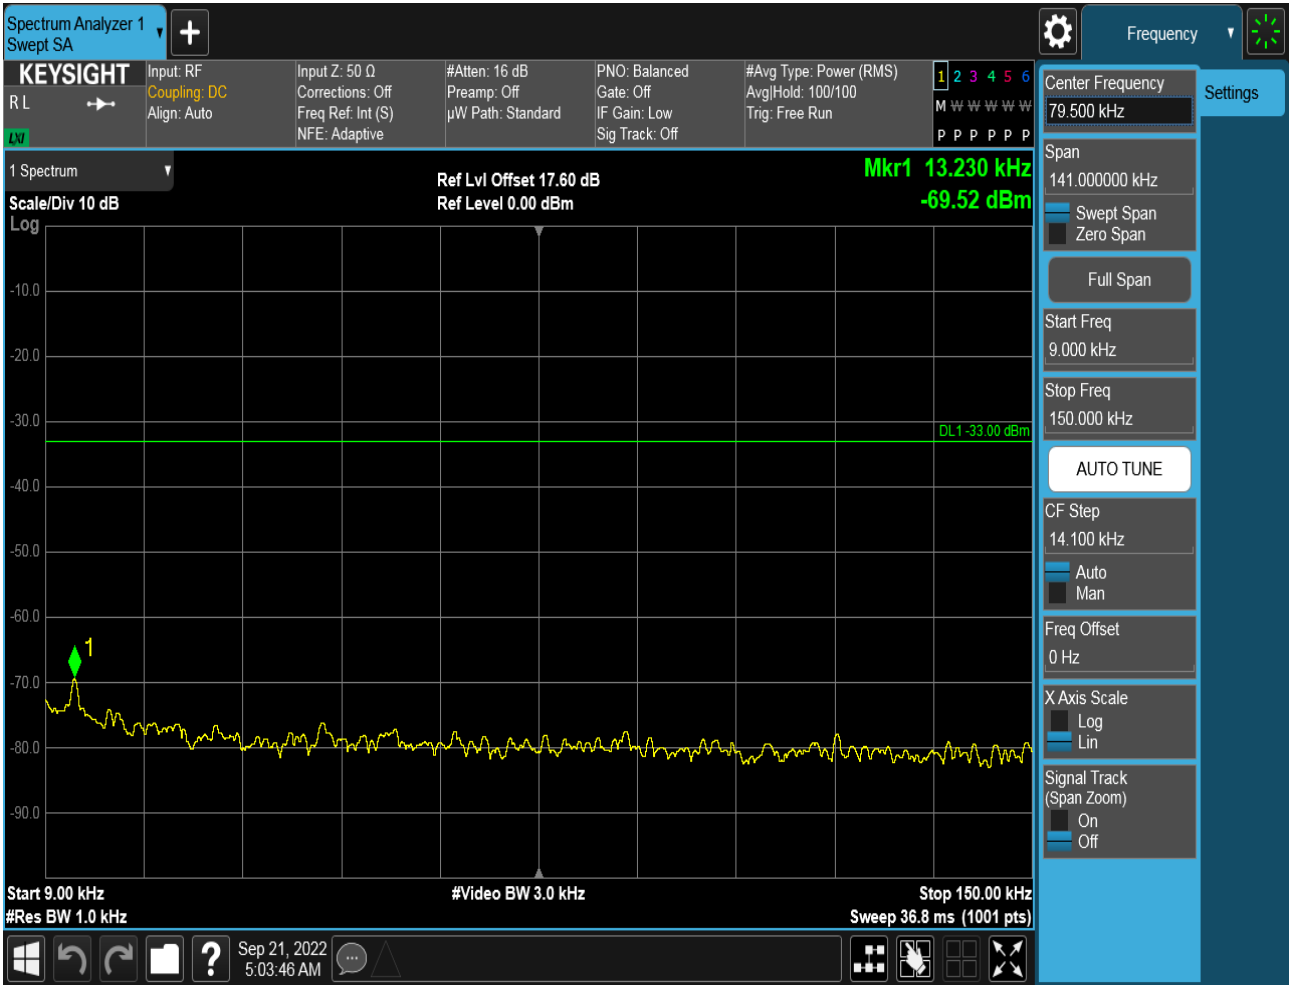 Spectrum Analyzer 1
Swept SA
+
Frequency
KEYSIGHT
R L
LXI
Input: RF
Coupling: DC
Align: Auto
Input Z: 50 Ω
Corrections: Off
Freq Ref: Int (S)
NFE: Adaptive
#Atten: 16 dB
Preamp: Off
µW Path: Standard
PNO: Balanced
Gate: Off
IF Gain: Low
Sig Track: Off
#Avg Type: Power (RMS)
Avg|Hold: 100/100
Trig: Free Run
1 2 3 4 5 6
M W W W W W
P P P P P P
1 Spectrum
Scale/Div 10 dB
Log
Ref Lvl Offset 17.60 dB
Ref Level 0.00 dBm
Mkr1 13.230 kHz
-69.52 dBm
-10.0
-20.0
-30.0
DL1 -33.00 dBm
-40.0
-50.0
-60.0
1
-70.0
-80.0
-90.0
Start 9.00 kHz
#Video BW 3.0 kHz
Stop 150.00 kHz
#Res BW 1.0 kHz
Sweep 36.8 ms (1001 pts)
Center Frequency
79.500 kHz
Span
141.000000 kHz
Swept Span
Zero Span
Full Span
Start Freq
9.000 kHz
Stop Freq
150.000 kHz
AUTO TUNE
CF Step
14.100 kHz
Auto
Man
Freq Offset
0 Hz
X Axis Scale
Log
Lin
Signal Track
(Span Zoom)
On
Off
Settings
?
Sep 21, 2022
5:03:46 AM